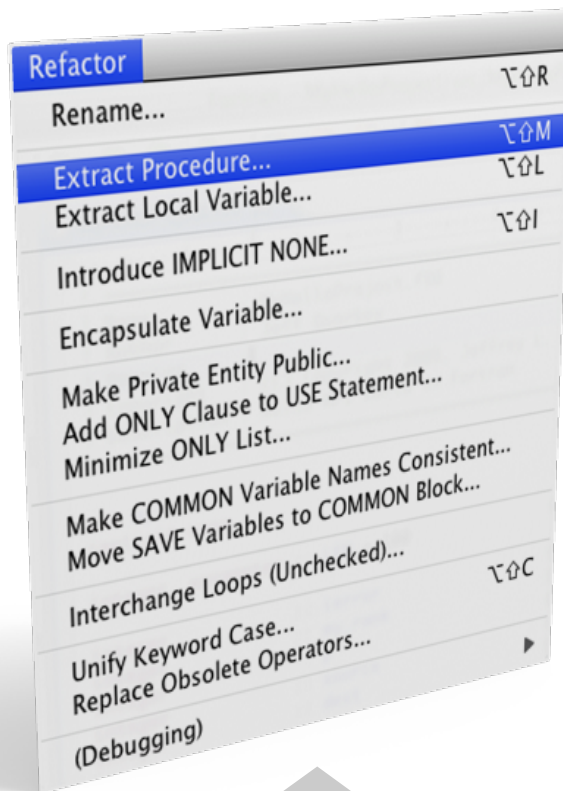 Refactor
Rename... ⌥⇧R
Extract Procedure... ⌥⇧M
Extract Local Variable... ⌥⇧L
Introduce IMPLICIT NONE... ⌥⇧I
Encapsulate Variable...
Make Private Entity Public...
Add ONLY Clause to USE Statement...
Minimize ONLY List...
Make COMMON Variable Names Consistent...
Move SAVE Variables to COMMON Block...
Interchange Loops (Unchecked)...
Unify Keyword Case... ⌥⇧C
Replace Obsolete Operators...
(Debugging)